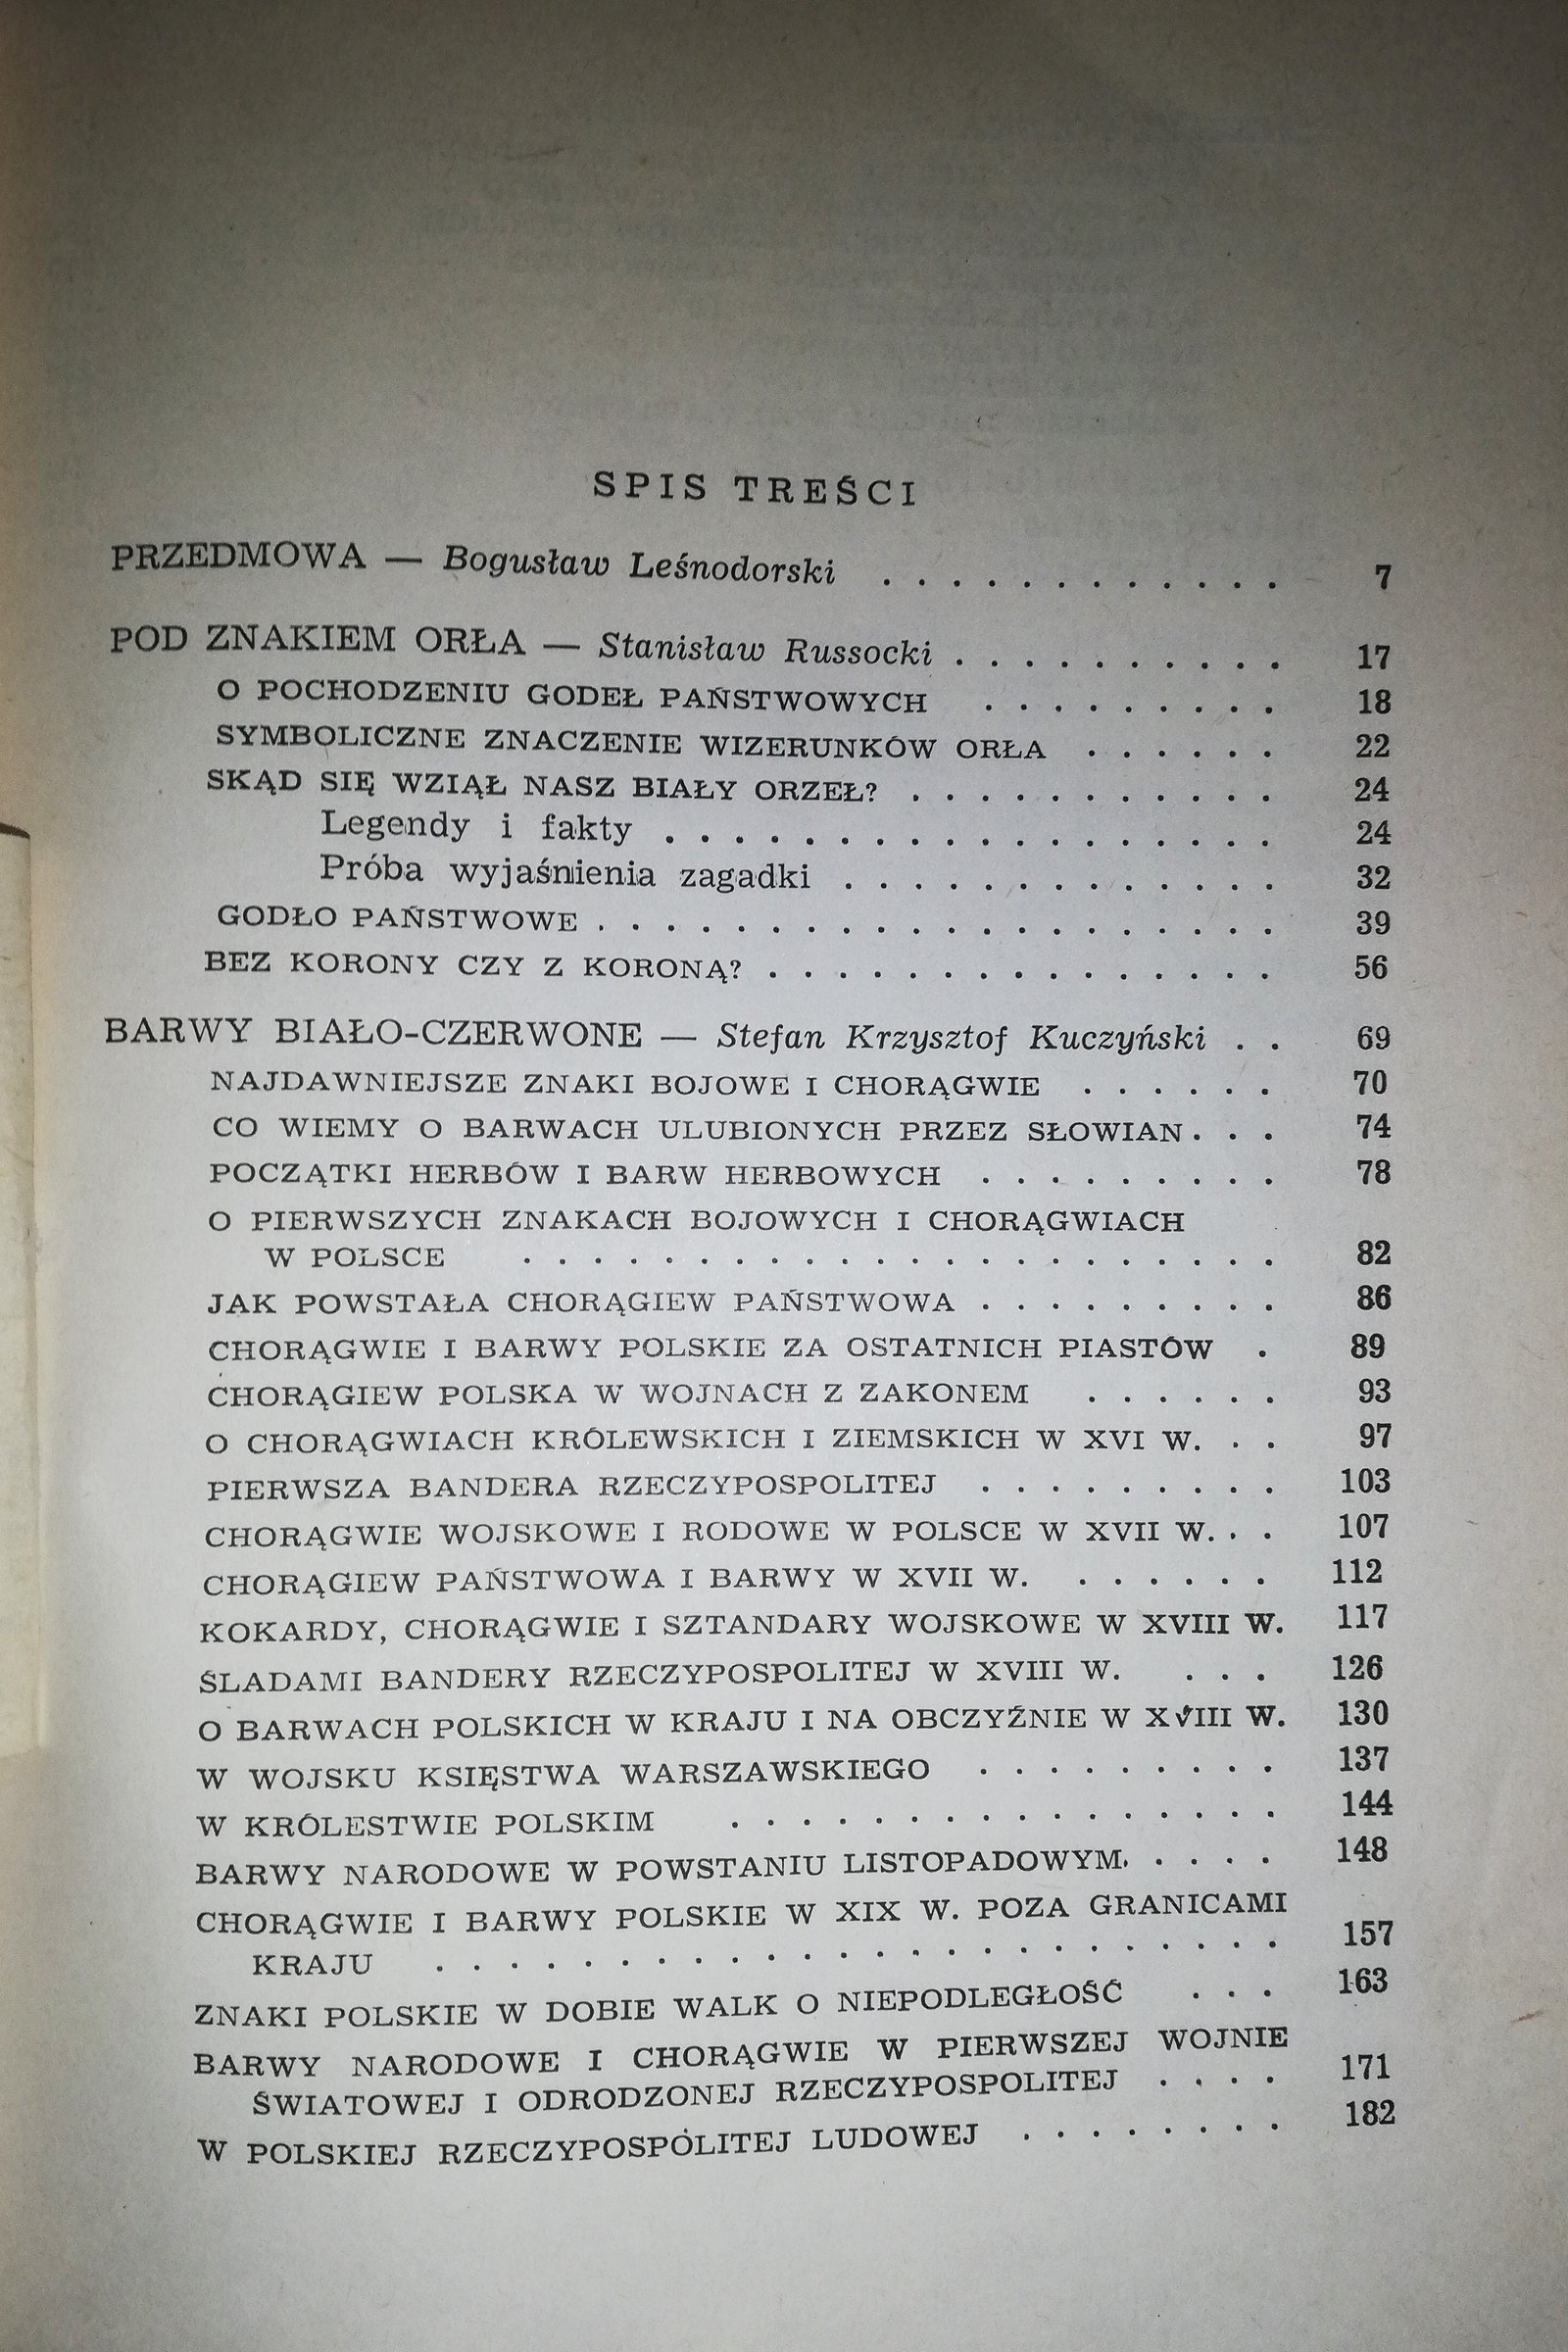 SPIS TREŚCI
PRZEDMOWA — Bogusław Leśnodorski . . . . . . . . . . . . 7
POD ZNAKIEM ORŁA — Stanisław Russocki . . . . . . . . . . 17
O POCHODZENIU GODEŁ PAŃSTWOWYCH . . . . . . . . . 18
SYMBOLICZNE ZNACZENIE WIZERUNKÓW ORŁA . . . . . . 22
SKĄD SIĘ WZIĄŁ NASZ BIAŁY ORZEŁ? . . . . . . . . . . . 24
Legendy i fakty . . . . . . . . . . . . . . . . . . 24
Próba wyjaśnienia zagadki . . . . . . . . . . . . . 32
GODŁO PAŃSTWOWE . . . . . . . . . . . . . . . . . . . . 39
BEZ KORONY CZY Z KORONĄ? . . . . . . . . . . . . . . . 56
BARWY BIAŁO-CZERWONE — Stefan Krzysztof Kuczyński . . 69
NAJDAWNIEJSZE ZNAKI BOJOWE I CHORĄGWIE . . . . . . 70
CO WIEMY O BARWACH ULUBIONYCH PRZEZ SŁOWIAN . . . 74
POCZĄTKI HERBÓW I BARW HERBOWYCH . . . . . . . . . 78
O PIERWSZYCH ZNAKACH BOJOWYCH I CHORĄGWIACH
W POLSCE . . . . . . . . . . . . . . . . . . . . . . 82
JAK POWSTAŁA CHORĄGIEW PAŃSTWOWA . . . . . . . . . 86
CHORĄGWIE I BARWY POLSKIE ZA OSTATNICH PIASTÓW . 89
CHORĄGIEW POLSKA W WOJNACH Z ZAKONEM . . . . . . 93
O CHORĄGWIACH KRÓLEWSKICH I ZIEMSKICH W XVI W. . . 97
PIERWSZA BANDERA RZECZYPOSPOLITEJ . . . . . . . . . 103
CHORĄGWIE WOJSKOWE I RODOWE W POLSCE W XVII W. . . 107
CHORĄGIEW PAŃSTWOWA I BARWY W XVII W. . . . . . . 112
KOKARDY, CHORĄGWIE I SZTANDARY WOJSKOWE W XVIII W. 117
ŚLADAMI BANDERY RZECZYPOSPOLITEJ W XVIII W. . . . 126
O BARWACH POLSKICH W KRAJU I NA OBCZYŹNIE W XVIII W. 130
W WOJSKU KSIĘSTWA WARSZAWSKIEGO . . . . . . . . . 137
W KRÓLESTWIE POLSKIM . . . . . . . . . . . . . . . . 144
BARWY NARODOWE W POWSTANIU LISTOPADOWYM. . . . . 148
CHORĄGWIE I BARWY POLSKIE W XIX W. POZA GRANICAMI
KRAJU . . . . . . . . . . . . . . . . . . . . . . . . 157
ZNAKI POLSKIE W DOBIE WALK O NIEPODLEGŁOŚĆ . . . 163
BARWY NARODOWE I CHORĄGWIE W PIERWSZEJ WOJNIE
ŚWIATOWEJ I ODRODZONEJ RZECZYPOSPOLITEJ . . . . 171
W POLSKIEJ RZECZYPOSPOLITEJ LUDOWEJ . . . . . . . . 182